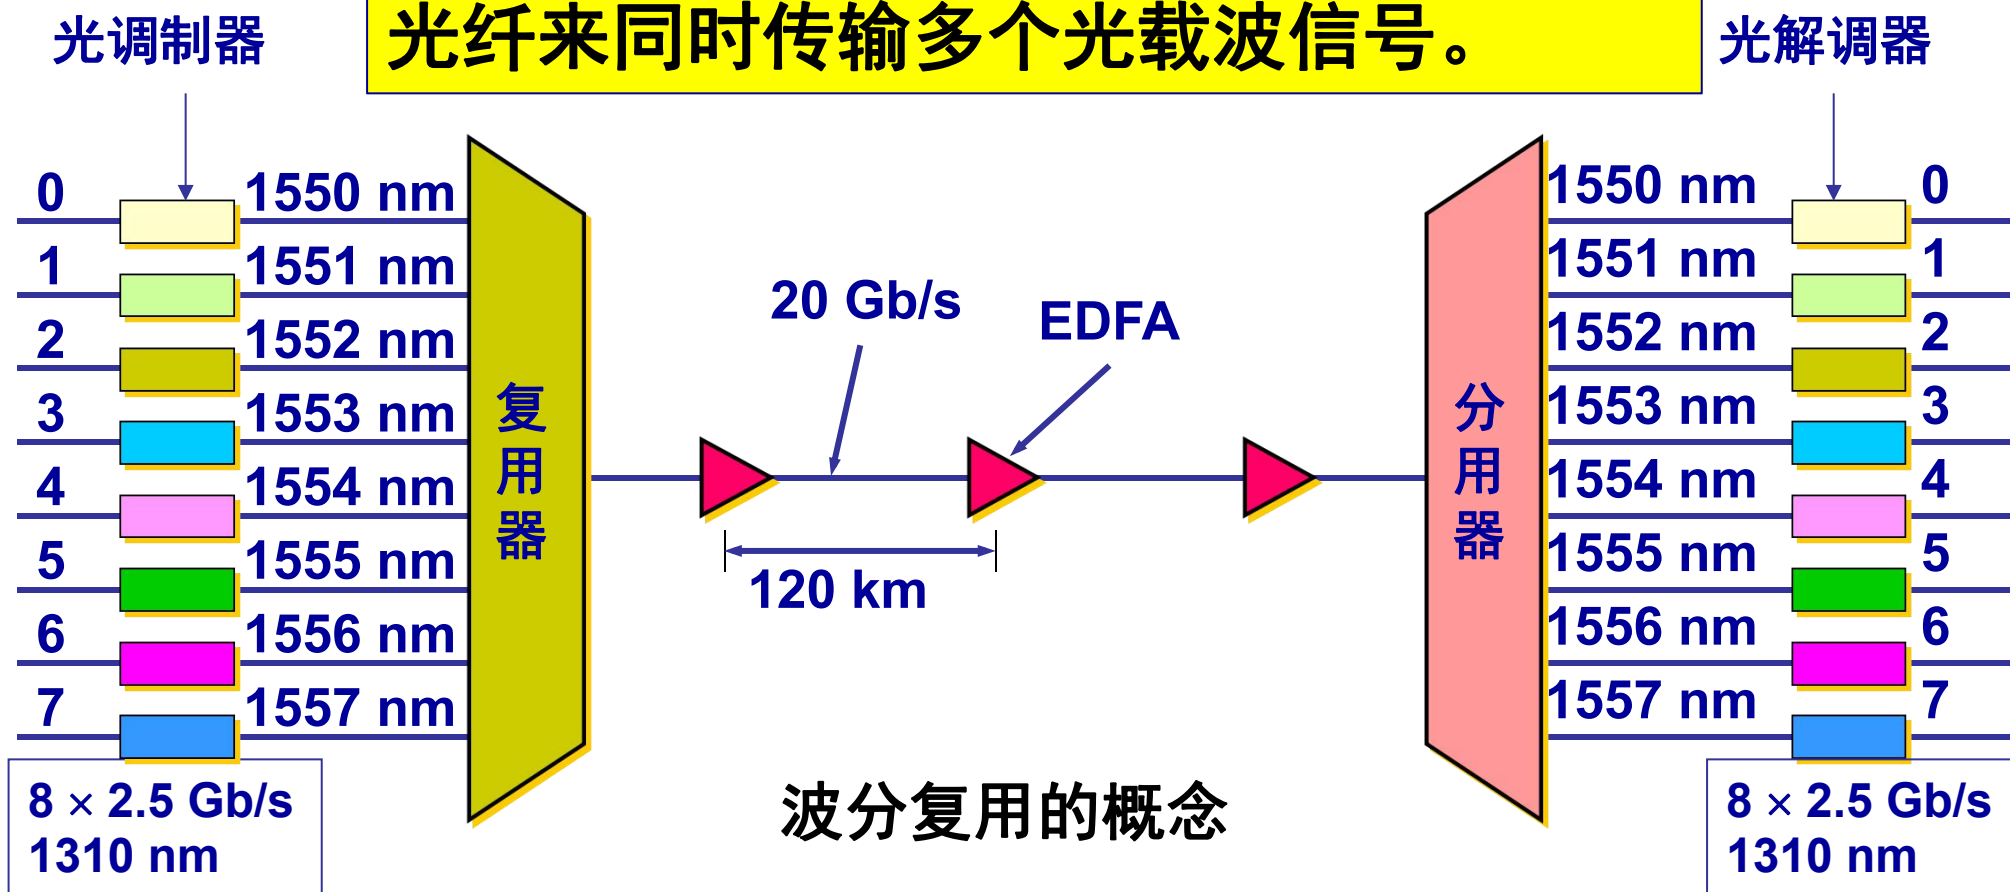 光纤来同时传输多个光载波信号。
光调制器
光解调器
0
1550 nm
1
1551 nm
2
1552 nm
3
1553 nm
4
1554 nm
5
1555 nm
6
1556 nm
7
1557 nm
8 × 2.5 Gb/s
1310 nm
复
用
器
20 Gb/s
EDFA
120 km
波分复用的概念
分
用
器
1550 nm
0
1551 nm
1
1552 nm
2
1553 nm
3
1554 nm
4
1555 nm
5
1556 nm
6
1557 nm
7
8 × 2.5 Gb/s
1310 nm